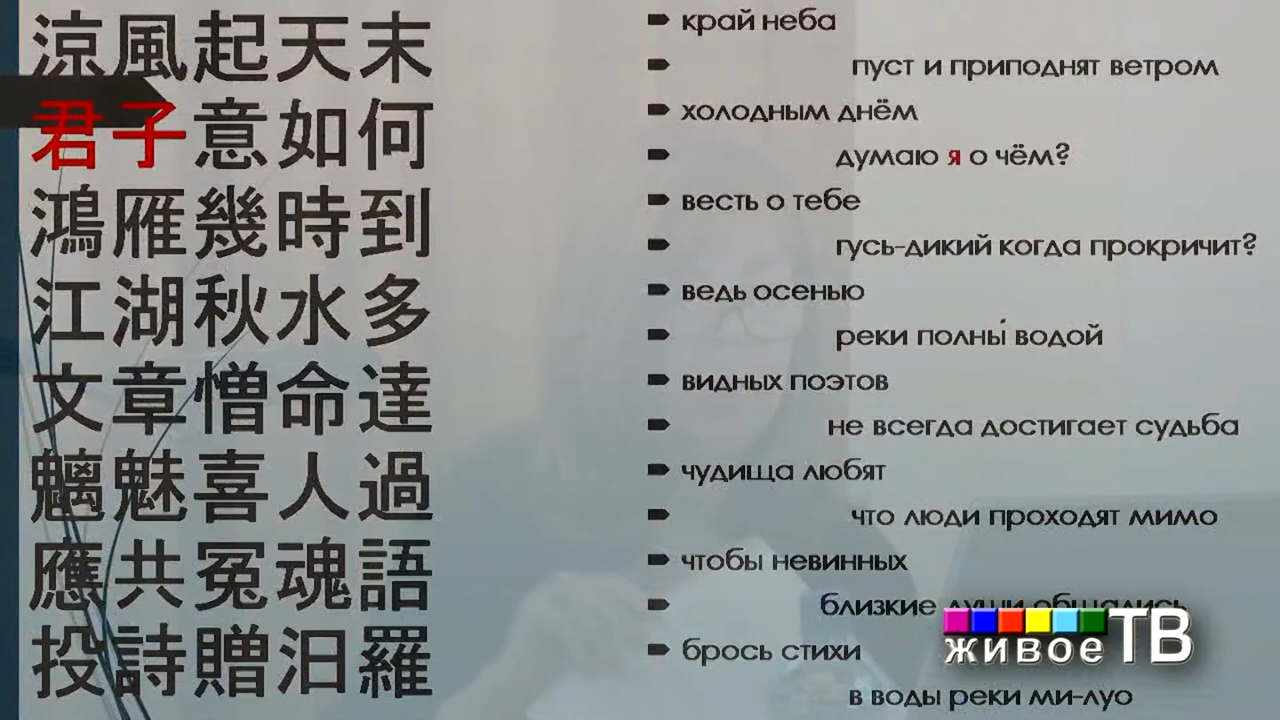 涼風起天末
君子意如何
鴻雁幾時到
江湖秋水多
文章憎命達
魑魅喜人過
應共冤魂語
投詩贈汨羅
край неба
пуст и приподнят ветром
холодным днём
думаю я о чём?
весть о тебе
гусь-дикий когда прокричит?
ведь осенью
реки полны́ водой
видных поэтов
не всегда достигает судьба
чудища любят
что люди проходят мимо
чтобы невинных
близкие души общались
брось стихи
в воды реки ми-луо
живое ТВ